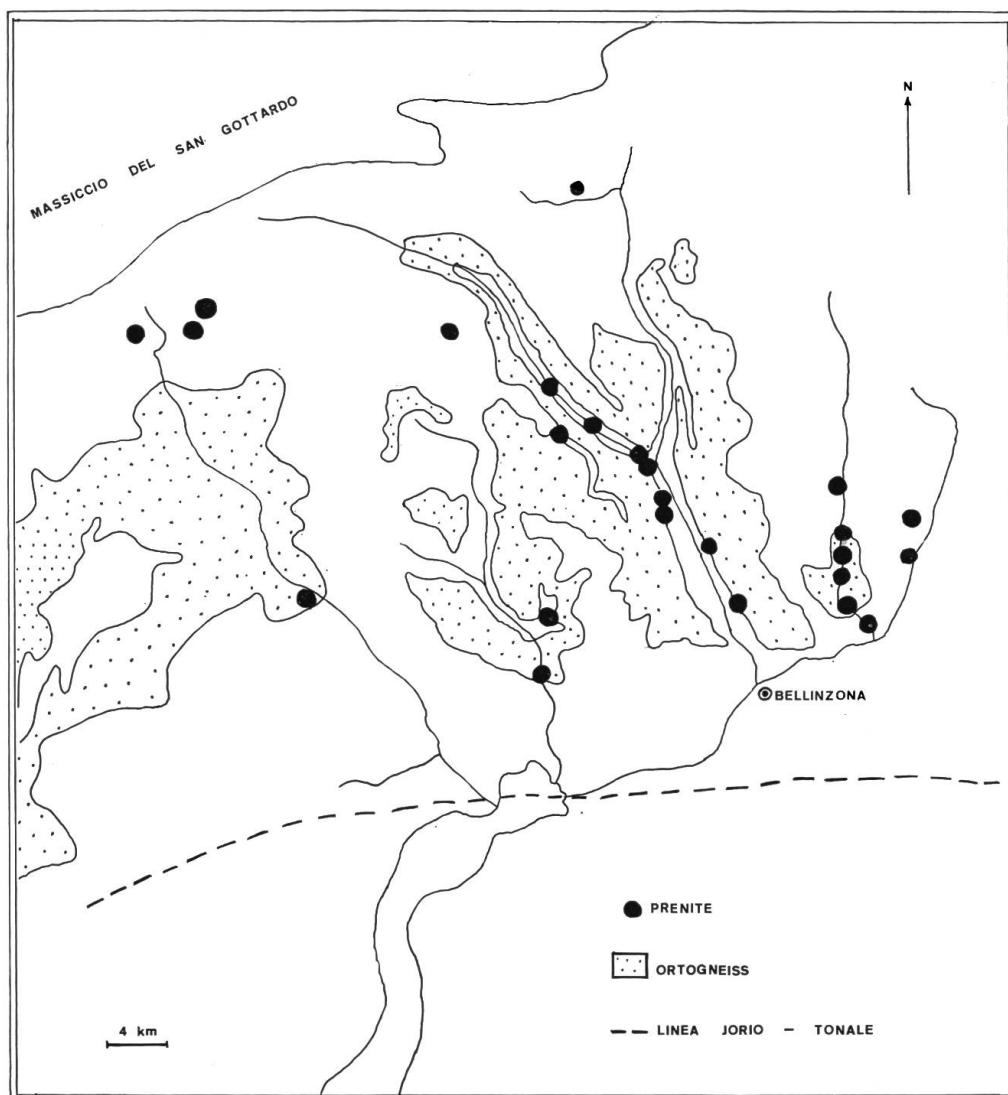 MASSICCIO DEL SAN GOTTARDO
N
BELLINZONA
PRENITE
ORTOGNEISS
LINEA JORIO – TONALE
4 km